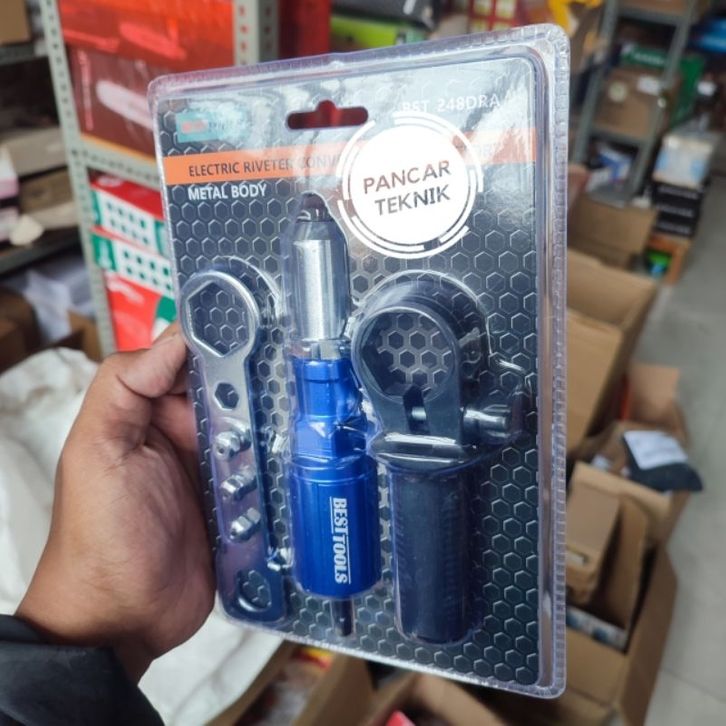 BST 248DRA
ELECTRIC RIVETER
METAL BODY
PANCAR
TEKNIK
BEST TOOLS